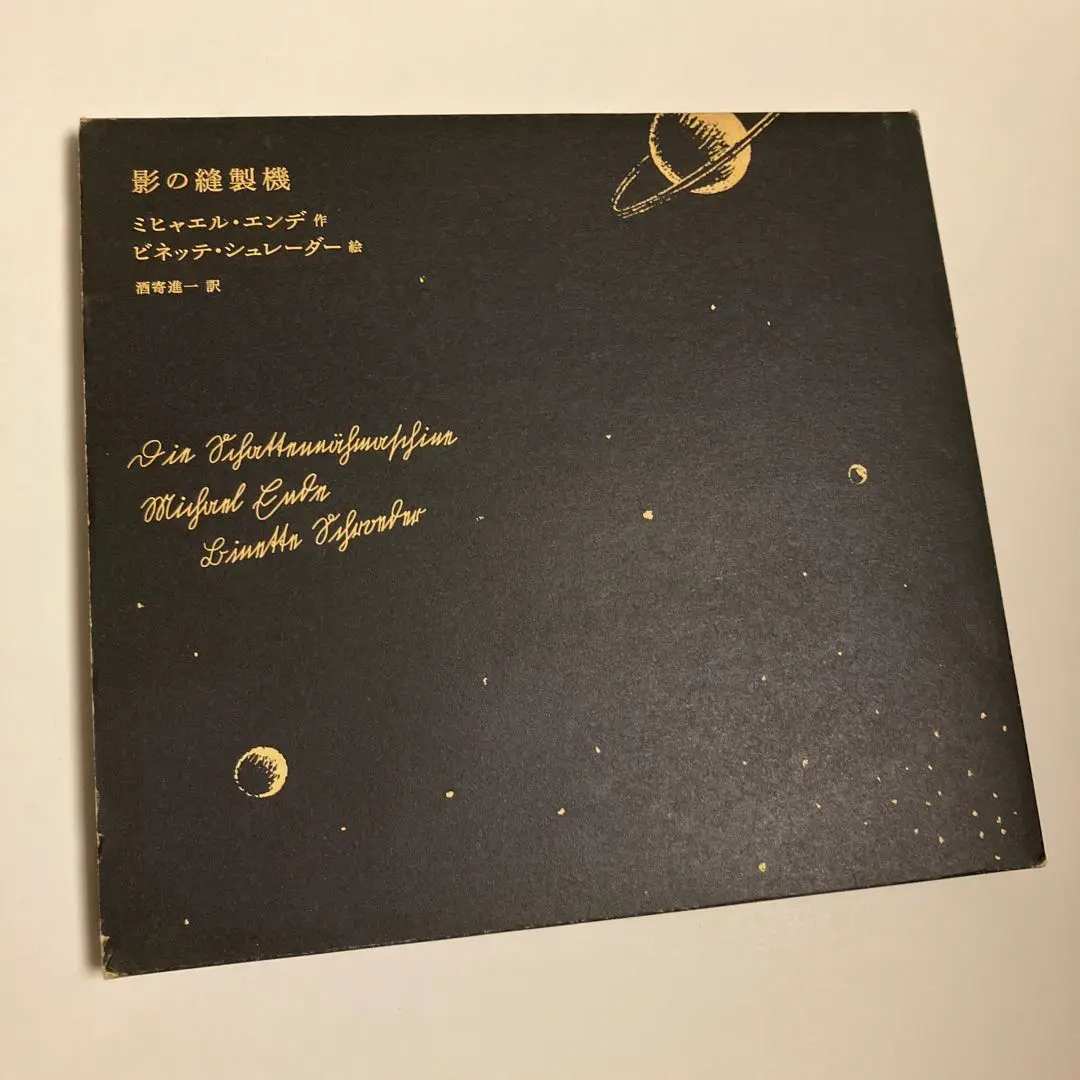 影の縫製機
ミヒャエル・エンデ 作
ビネッテ・シュレーダー 絵
酒寄進一 訳
Die Schattennähmaschine
Michael Ende
Binette Schroeder